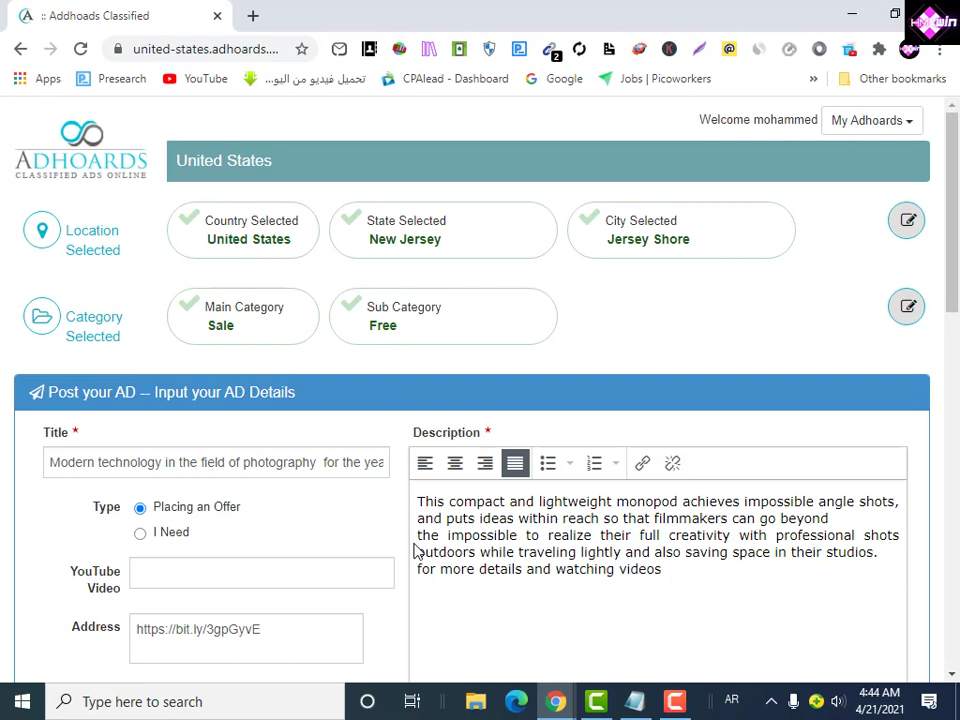 :: Addhoards Classified
united-states.adhoards....
2
Apps
Presearch
YouTube
تحميل فيديو من اليو...
CPAlead - Dashboard
Google
Jobs | Picoworkers
»
Other bookmarks
ADHOARDS
CLASSIFIED ADS ONLINE
Welcome mohammed
My Adhoards
United States
Location
Selected
Country Selected
United States
State Selected
New Jersey
City Selected
Jersey Shore
Category
Selected
Main Category
Sale
Sub Category
Free
Post your AD -- Input your AD Details
Title *
Modern technology in the field of photography for the yea
Type
Placing an Offer
I Need
YouTube
Video
Address
https://bit.ly/3gpGyvE
Description *
This compact and lightweight monopod achieves impossible angle shots,
and puts ideas within reach so that filmmakers can go beyond
the impossible to realize their full creativity with professional shots
outdoors while traveling lightly and also saving space in their studios.
for more details and watching videos
Type here to search
AR
4:44 AM
4/21/2021